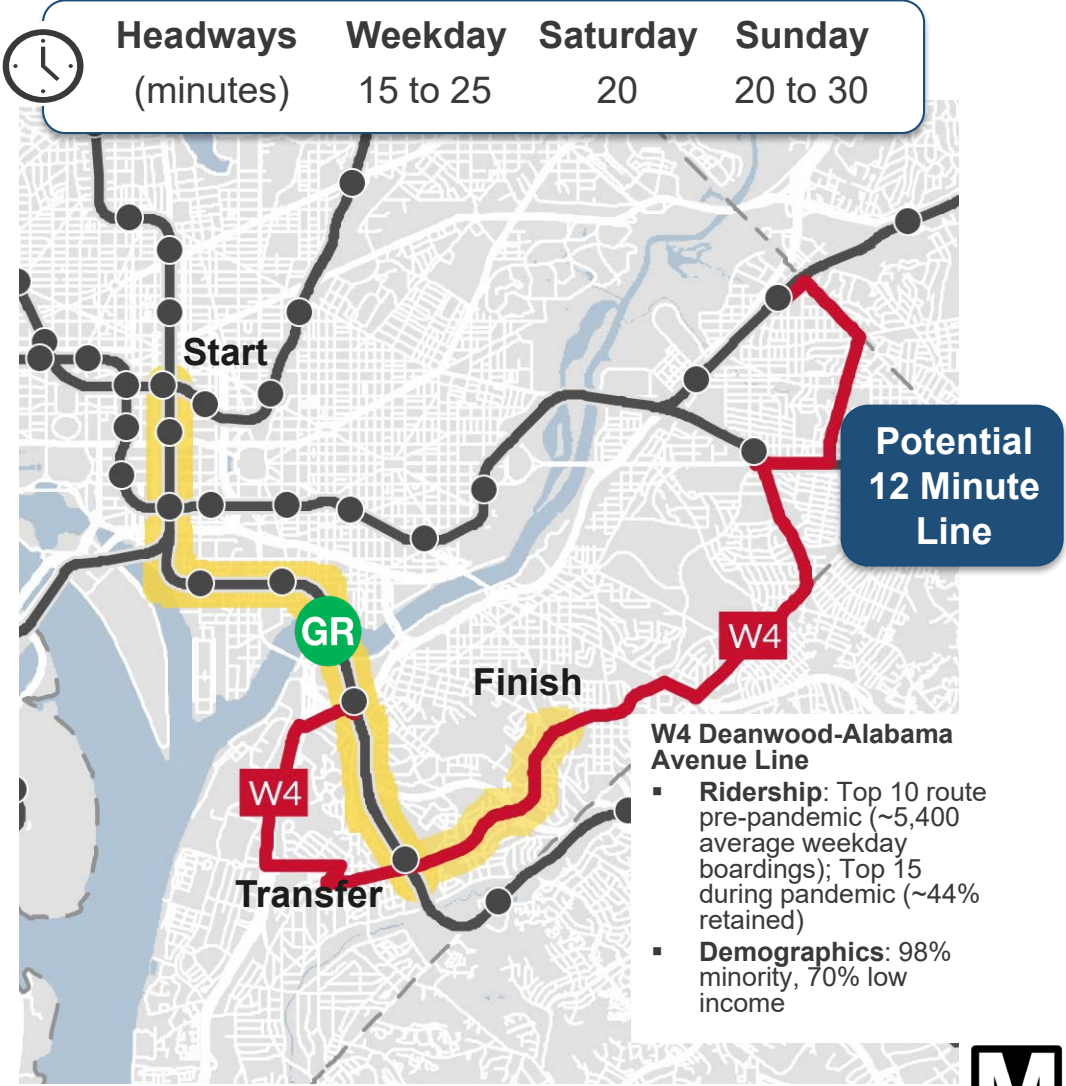 Headways Weekday Saturday Sunday
(minutes) 15 to 25 20 20 to 30
Start
Potential
12 Minute
Line
GR
W4
Finish
W4 Deanwood-Alabama
Avenue Line
▪ Ridership: Top 10 route
pre-pandemic (~5,400
average weekday
boardings); Top 15
during pandemic (~44%
retained)
▪ Demographics: 98%
minority, 70% low
income
W4
Transfer
M